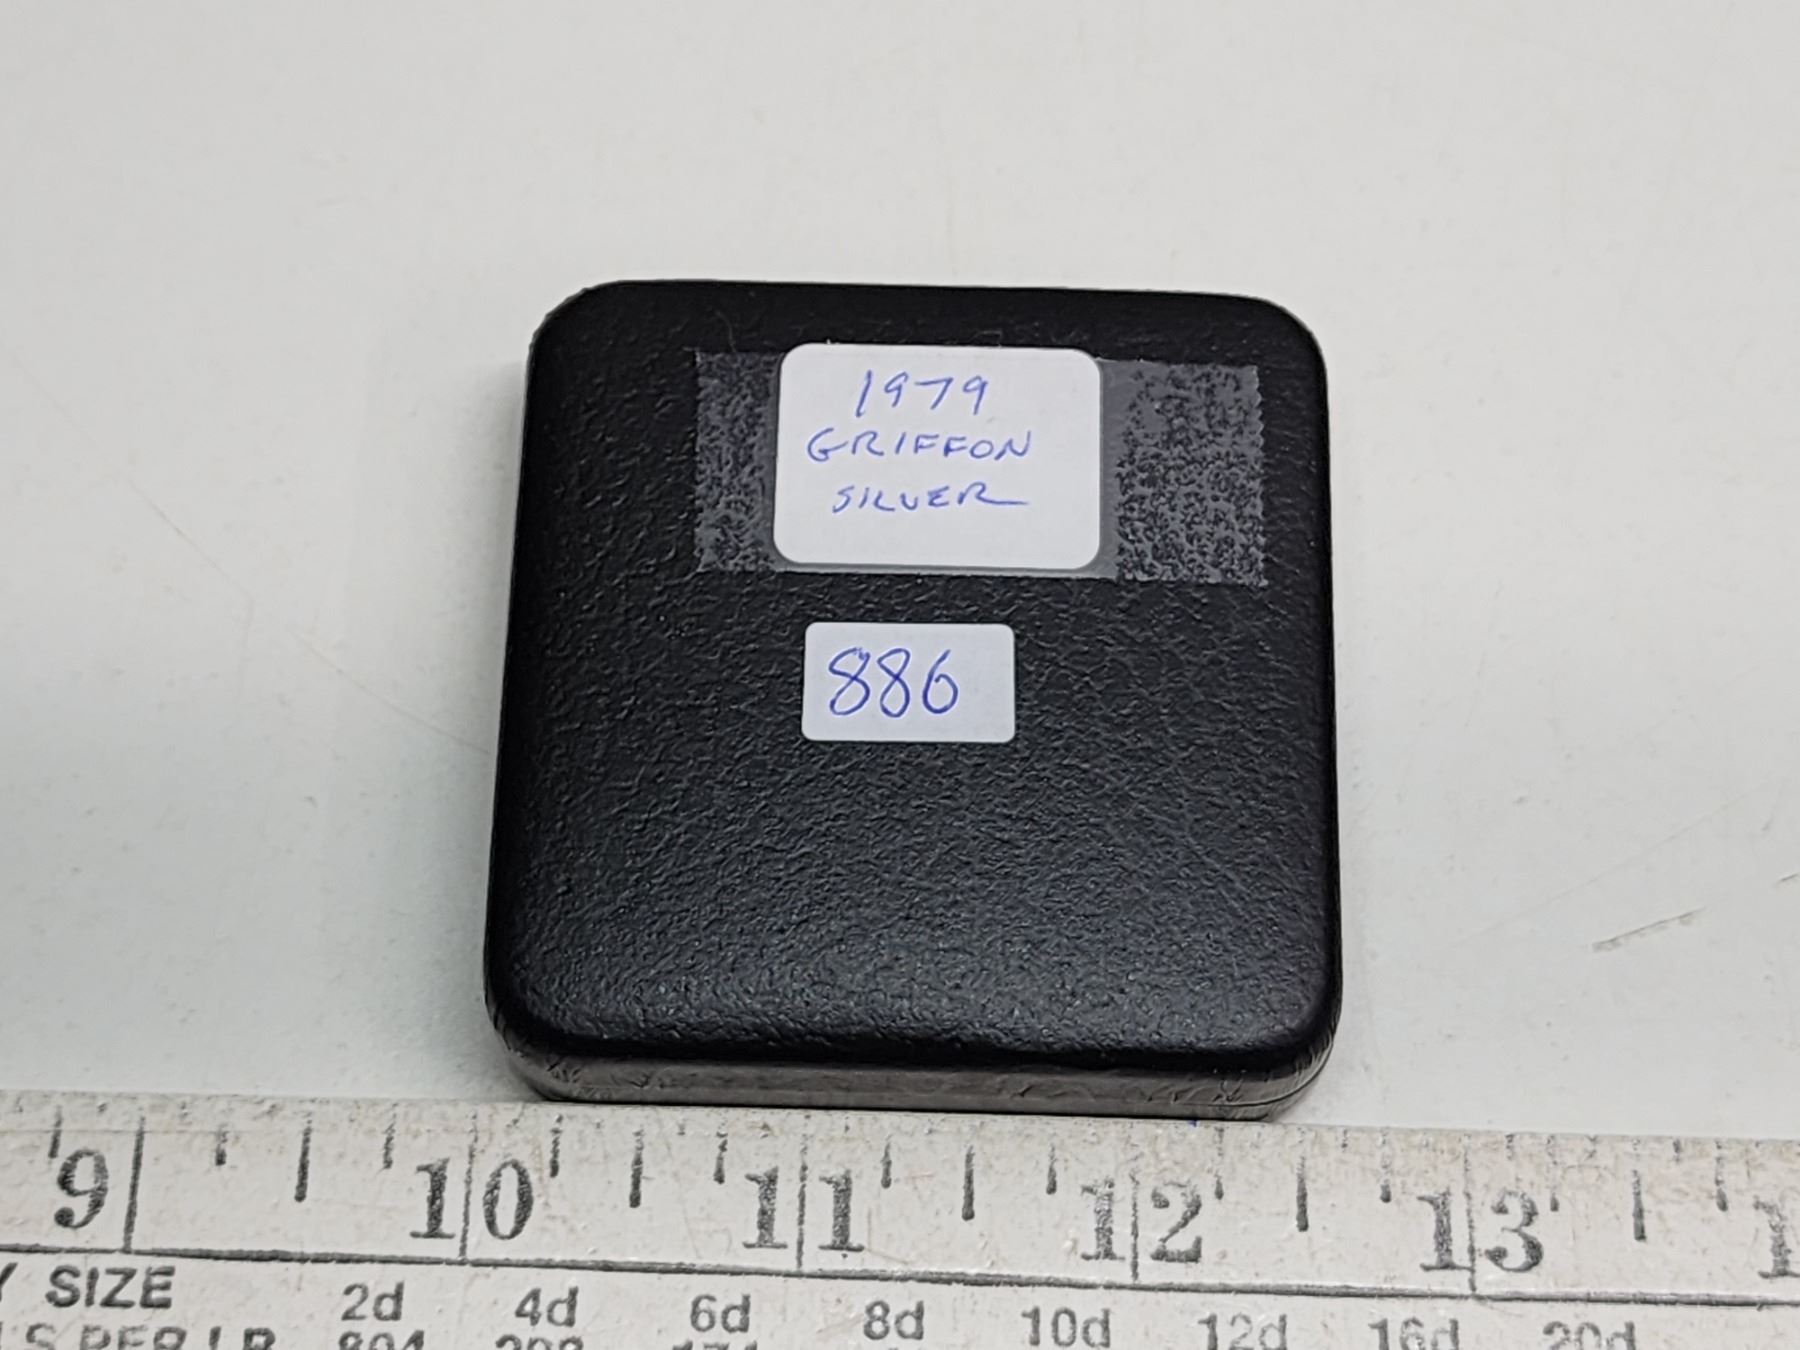 1979
GRIFFON
SILVER
886
9 10 11 12 13
Y SIZE 2d 4d 6d 8d 10d 12d 16d 20d